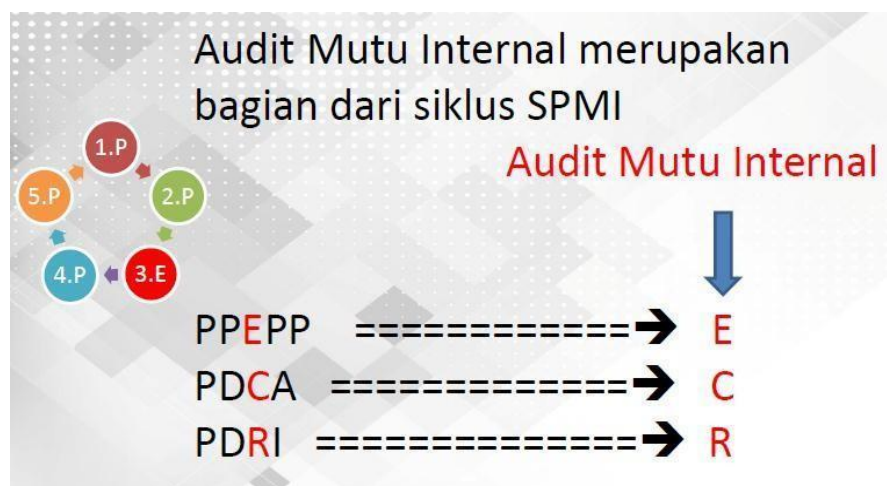 Audit Mutu Internal merupakan
bagian dari siklus SPMI
Audit Mutu Internal
1.P
5.P
2.P
4.P
3.E
PPEPP ============➔ E
PDCA =============➔ C
PDRI ==============➔ R